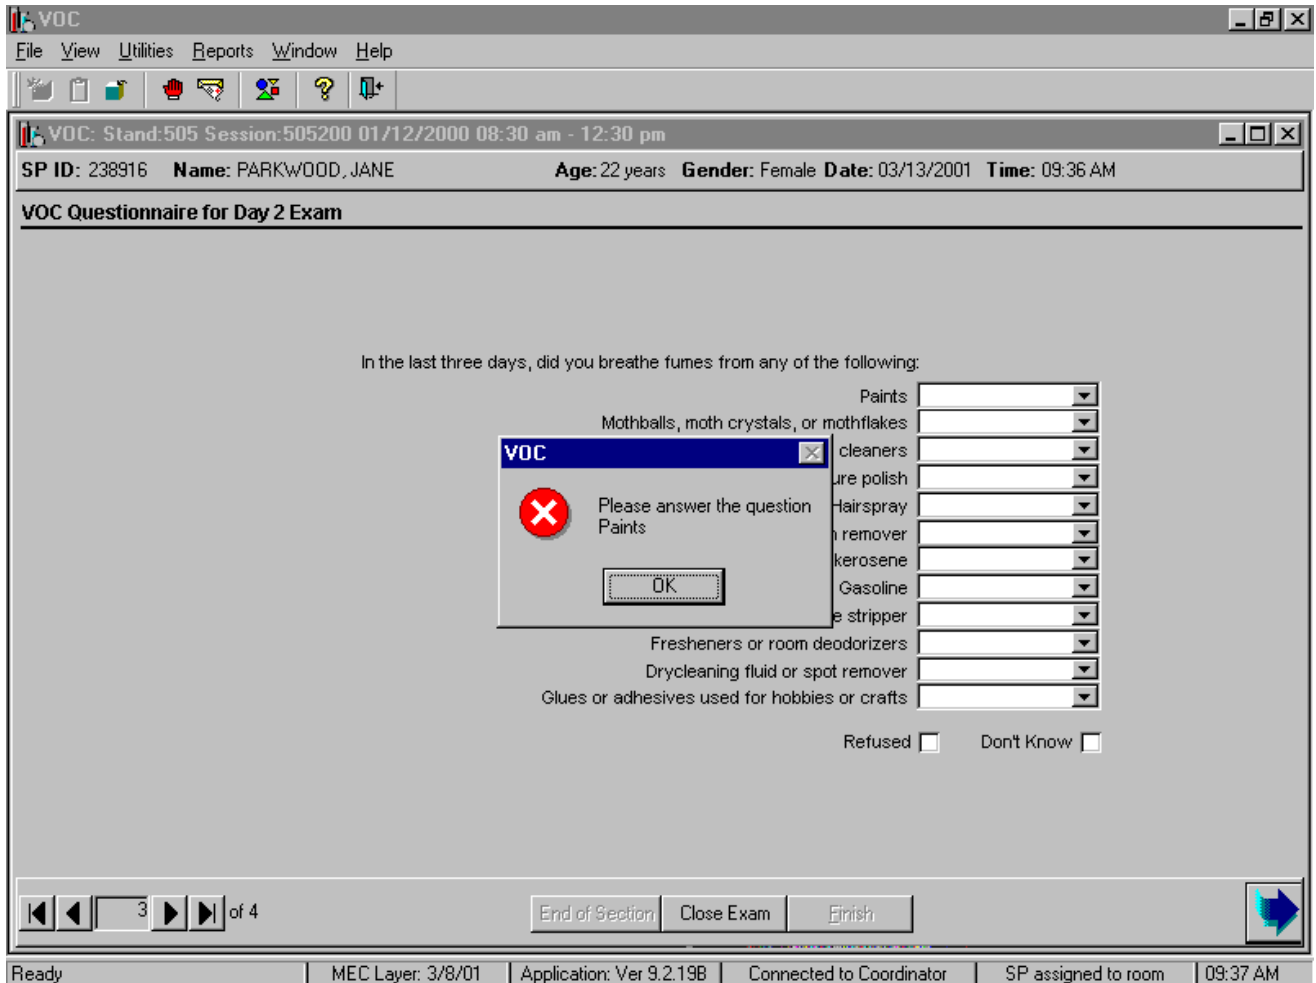 VOC
File View Utilities Reports Window Help
VOC: Stand:505 Session:505200 01/12/2000 08:30 am - 12:30 pm
SP ID: 238916 Name: PARKWOOD, JANE Age: 22 years Gender: Female Date: 03/13/2001 Time: 09:36 AM
VOC Questionnaire for Day 2 Exam
In the last three days, did you breathe fumes from any of the following:
Paints
Mothballs, moth crystals, or mothflakes
cleaners
ure polish
Hairspray
remover
kerosene
Gasoline
e stripper
Fresheners or room deodorizers
Drycleaning fluid or spot remover
Glues or adhesives used for hobbies or crafts
Refused Don't Know
VOC
Please answer the question
Paints
OK
3 of 4
End of Section Close Exam Finish
Ready MEC Layer: 3/8/01 Application: Ver 9.2.19B Connected to Coordinator SP assigned to room 09:37 AM